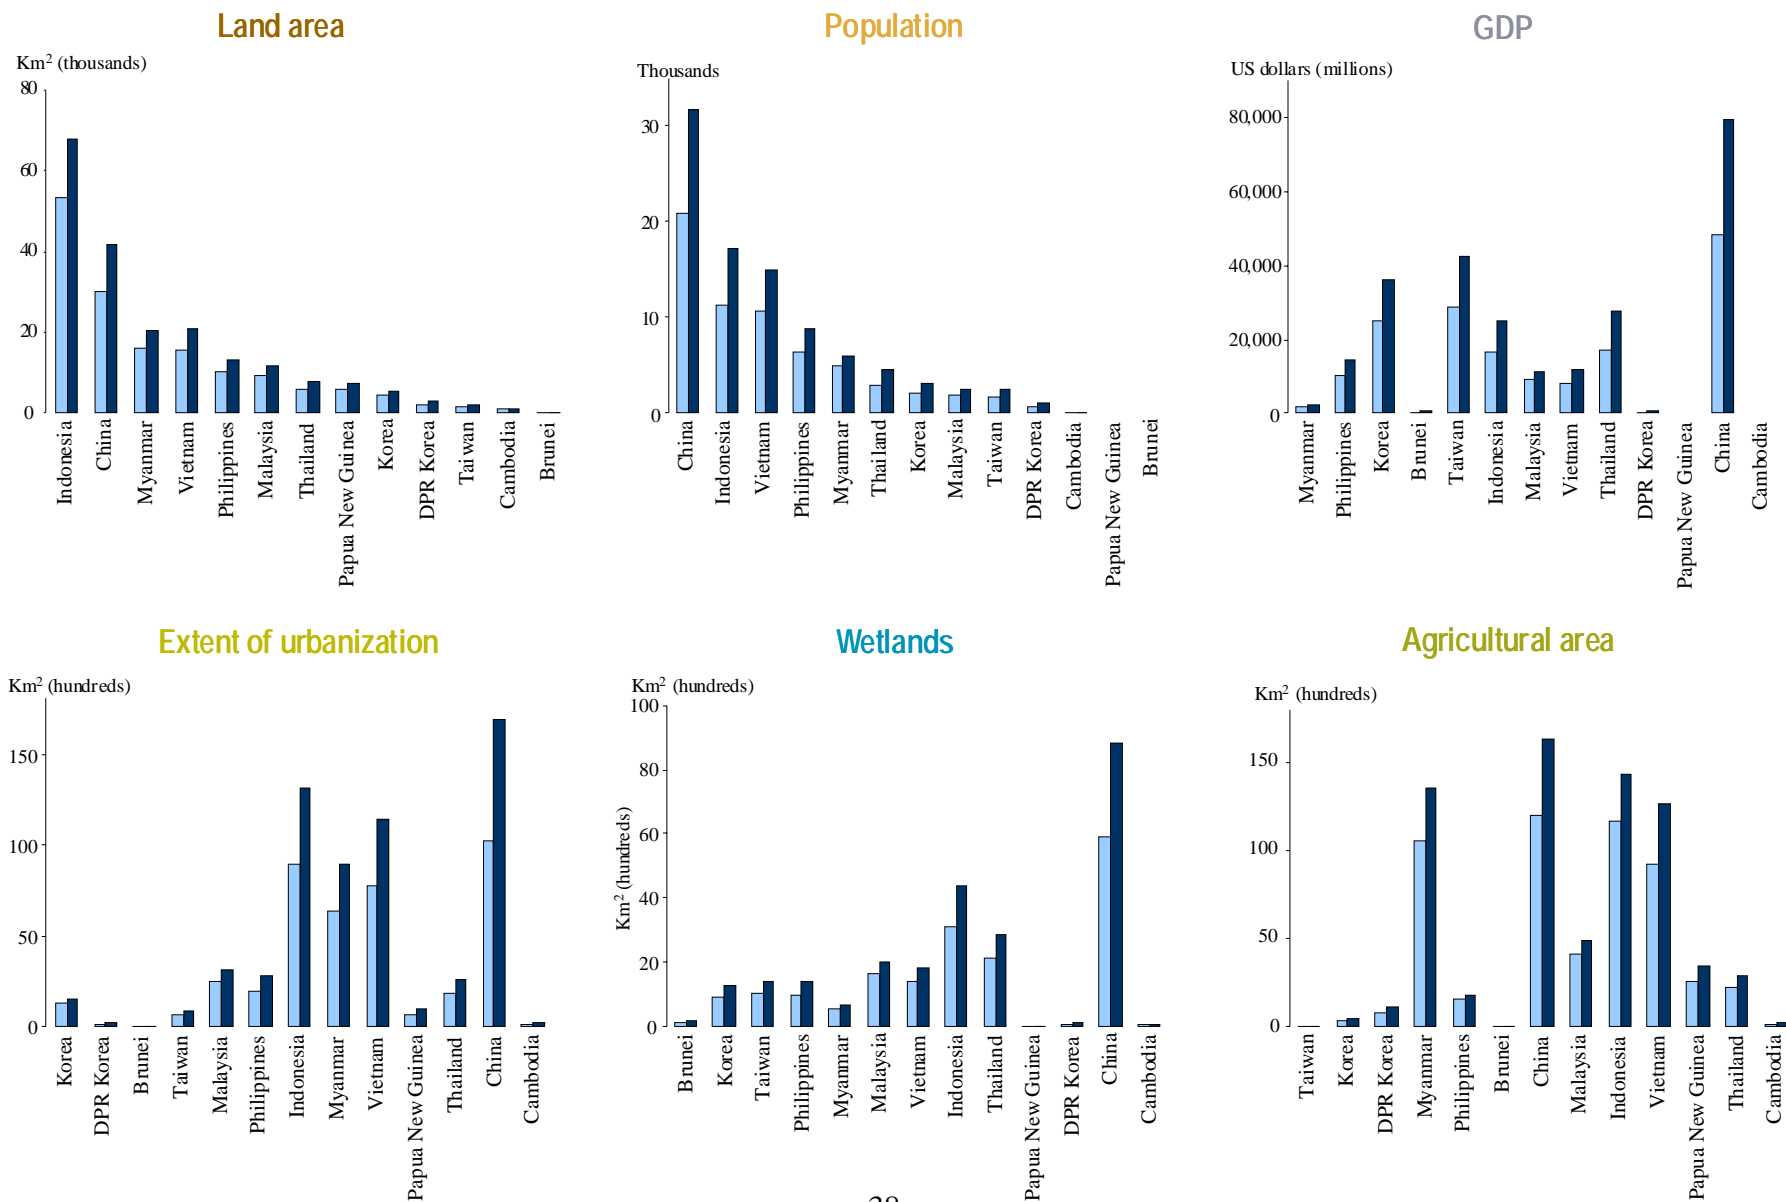 Land area
Km² (thousands)
80
60
40
20
0
Indonesia
China
Myanmar
Vietnam
Philippines
Malaysia
Thailand
Papua New Guinea
Korea
DPR Korea
Taiwan
Cambodia
Brunei
Population
Thousands
30
20
10
0
China
Indonesia
Vietnam
Philippines
Myanmar
Thailand
Korea
Malaysia
Taiwan
DPR Korea
Cambodia
Papua New Guinea
Brunei
GDP
US dollars (millions)
80,000
60,000
40,000
20,000
0
Myanmar
Philippines
Korea
Brunei
Taiwan
Indonesia
Malaysia
Vietnam
Thailand
DPR Korea
Papua New Guinea
China
Cambodia
Extent of urbanization
Km² (hundreds)
150
100
50
0
Korea
DPR Korea
Brunei
Taiwan
Malaysia
Philippines
Indonesia
Myanmar
Vietnam
Papua New Guinea
Thailand
China
Cambodia
Wetlands
Km² (hundreds)
Km² (hundreds)
100
80
60
40
20
0
Brunei
Korea
Taiwan
Philippines
Myanmar
Malaysia
Vietnam
Indonesia
Thailand
Papua New Guinea
DPR Korea
China
Cambodia
Agricultural area
Km² (hundreds)
150
100
50
0
Taiwan
Korea
DPR Korea
Myanmar
Philippines
Brunei
China
Malaysia
Indonesia
Vietnam
Papua New Guinea
Thailand
Cambodia